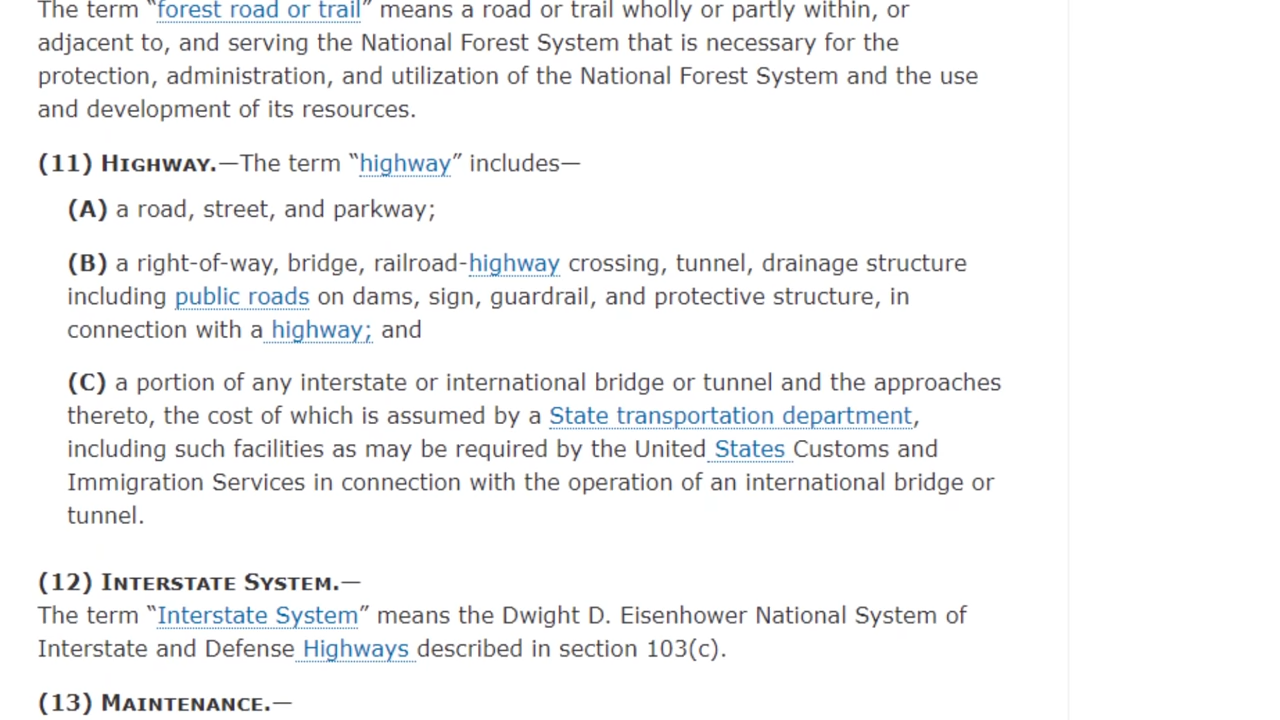 The term “forest road or trail” means a road or trail wholly or partly within, or
adjacent to, and serving the National Forest System that is necessary for the
protection, administration, and utilization of the National Forest System and the use
and development of its resources.
(11) HIGHWAY.—The term “highway” includes—
(A) a road, street, and parkway;
(B) a right-of-way, bridge, railroad-highway crossing, tunnel, drainage structure
including public roads on dams, sign, guardrail, and protective structure, in
connection with a highway; and
(C) a portion of any interstate or international bridge or tunnel and the approaches
thereto, the cost of which is assumed by a State transportation department,
including such facilities as may be required by the United States Customs and
Immigration Services in connection with the operation of an international bridge or
tunnel.
(12) INTERSTATE SYSTEM.—
The term “Interstate System” means the Dwight D. Eisenhower National System of
Interstate and Defense Highways described in section 103(c).
(13) MAINTENANCE.—